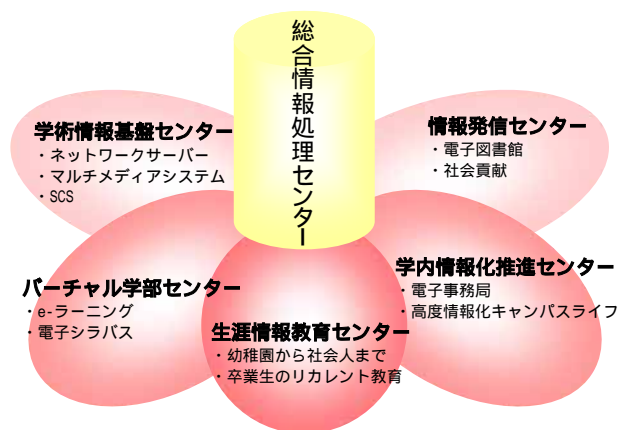 総合情報処理センター
学術情報基盤センター
・ネットワークサーバー
・マルチメディアシステム
・SCS
情報発信センター
・電子図書館
・社会貢献
バーチャル学部センター
・e-ラーニング
・電子シラバス
学内情報化推進センター
・電子事務局
・高度情報化キャンパスライフ
生涯情報教育センター
・幼稚園から社会人まで
・卒業生のリカレント教育